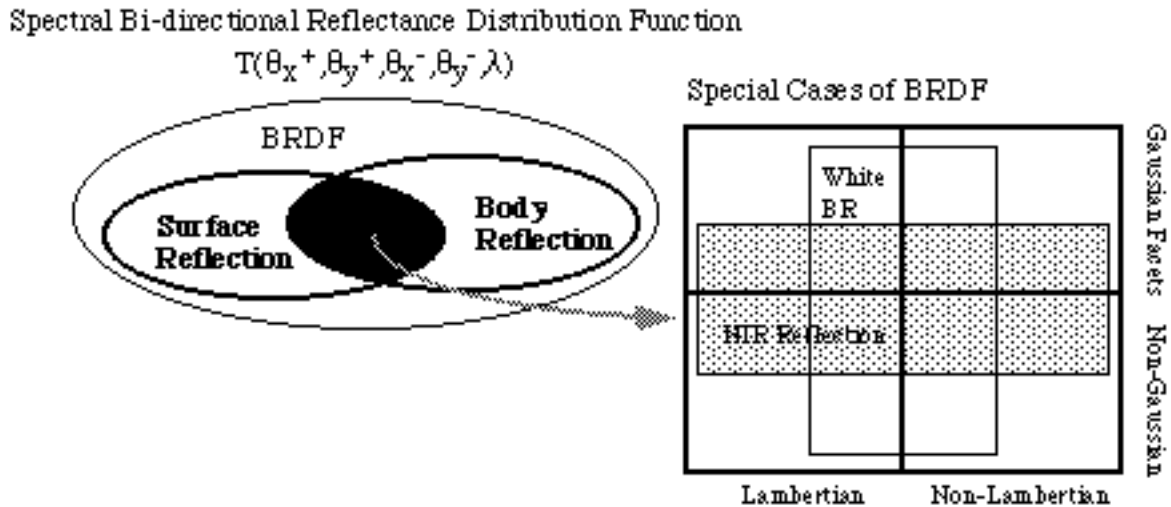 Spectral Bi-directional Reflectance Distribution Function
T(θx+,θy+,θx-,θy-,λ)
BRDF
Surface
Reflection
Body
Reflection
Special Cases of BRDF
White
BR
NIR Reflection
Gaussian Facets
Non-Gaussian
Lambertian
Non-Lambertian